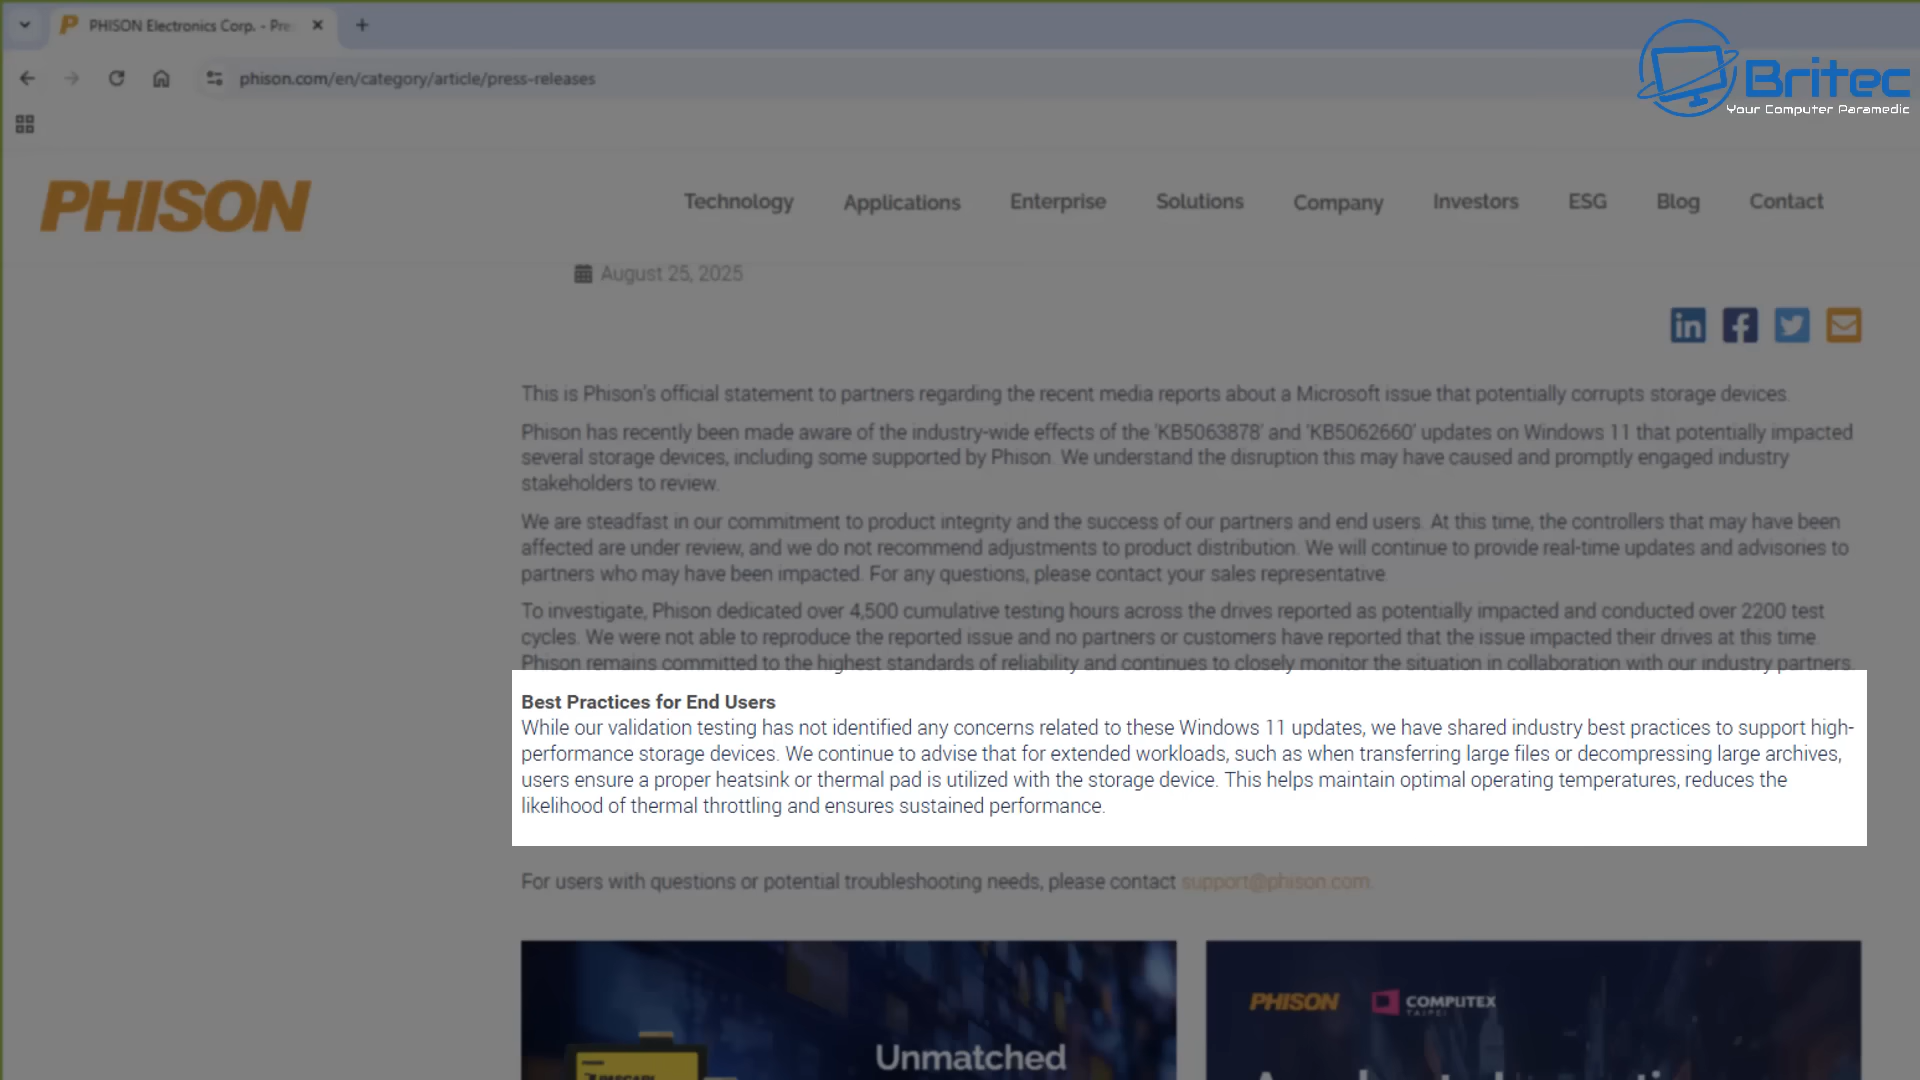 PHISON Electronics Corp. - Pre
phison.com/en/category/article/press-releases
Britec
Your Computer Paramedic
PHISON
Technology Applications Enterprise Solutions Company Investors ESG Blog Contact
August 25, 2025
This is Phison's official statement to partners regarding the recent media reports about a Microsoft issue that potentially corrupts storage devices.
Phison has recently been made aware of the industry-wide effects of the 'KB5063878' and 'KB5062660' updates on Windows 11 that potentially impacted
several storage devices, including some supported by Phison. We understand the disruption this may have caused and promptly engaged industry
stakeholders to review.
We are steadfast in our commitment to product integrity and the success of our partners and end users. At this time, the controllers that may have been
affected are under review, and we do not recommend adjustments to product distribution. We will continue to provide real-time updates and advisories to
partners who may have been impacted. For any questions, please contact your sales representative
To investigate, Phison dedicated over 4,500 cumulative testing hours across the drives reported as potentially impacted and conducted over 2200 test
cycles. We were not able to reproduce the reported issue and no partners or customers have reported that the issue impacted their drives at this time.
Phison remains committed to the highest standards of reliability and continues to closely monitor the situation in collaboration with our industry partners.
Best Practices for End Users
While our validation testing has not identified any concerns related to these Windows 11 updates, we have shared industry best practices to support high-
performance storage devices. We continue to advise that for extended workloads, such as when transferring large files or decompressing large archives,
users ensure a proper heatsink or thermal pad is utilized with the storage device. This helps maintain optimal operating temperatures, reduces the
likelihood of thermal throttling and ensures sustained performance.
For users with questions or potential troubleshooting needs, please contact support@phison.com.
PHISON COMPUTEX
TAIPEI
Unmatched